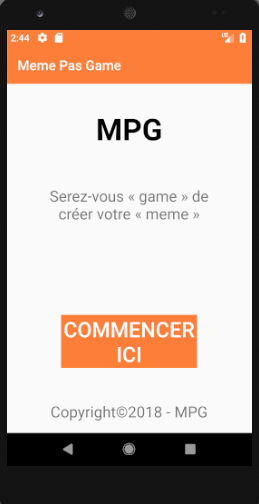 2:44
Meme Pas Game
MPG
Serez-vous « game » de
créer votre « meme »
COMMENCER
ICI
Copyright©2018 - MPG